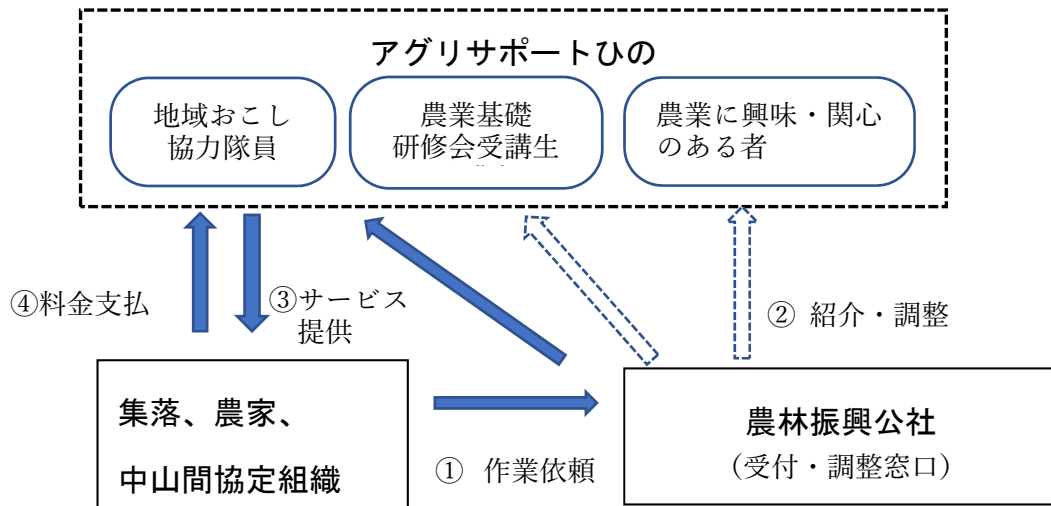 アグリサポートひの
地域おこし
協力隊員
農業基礎
研修会受講生
農業に興味・関心
のある者
④料金支払
③サービス
提供
② 紹介・調整
集落、農家、
中山間協定組織
① 作業依頼
農林振興公社
（受付・調整窓口）